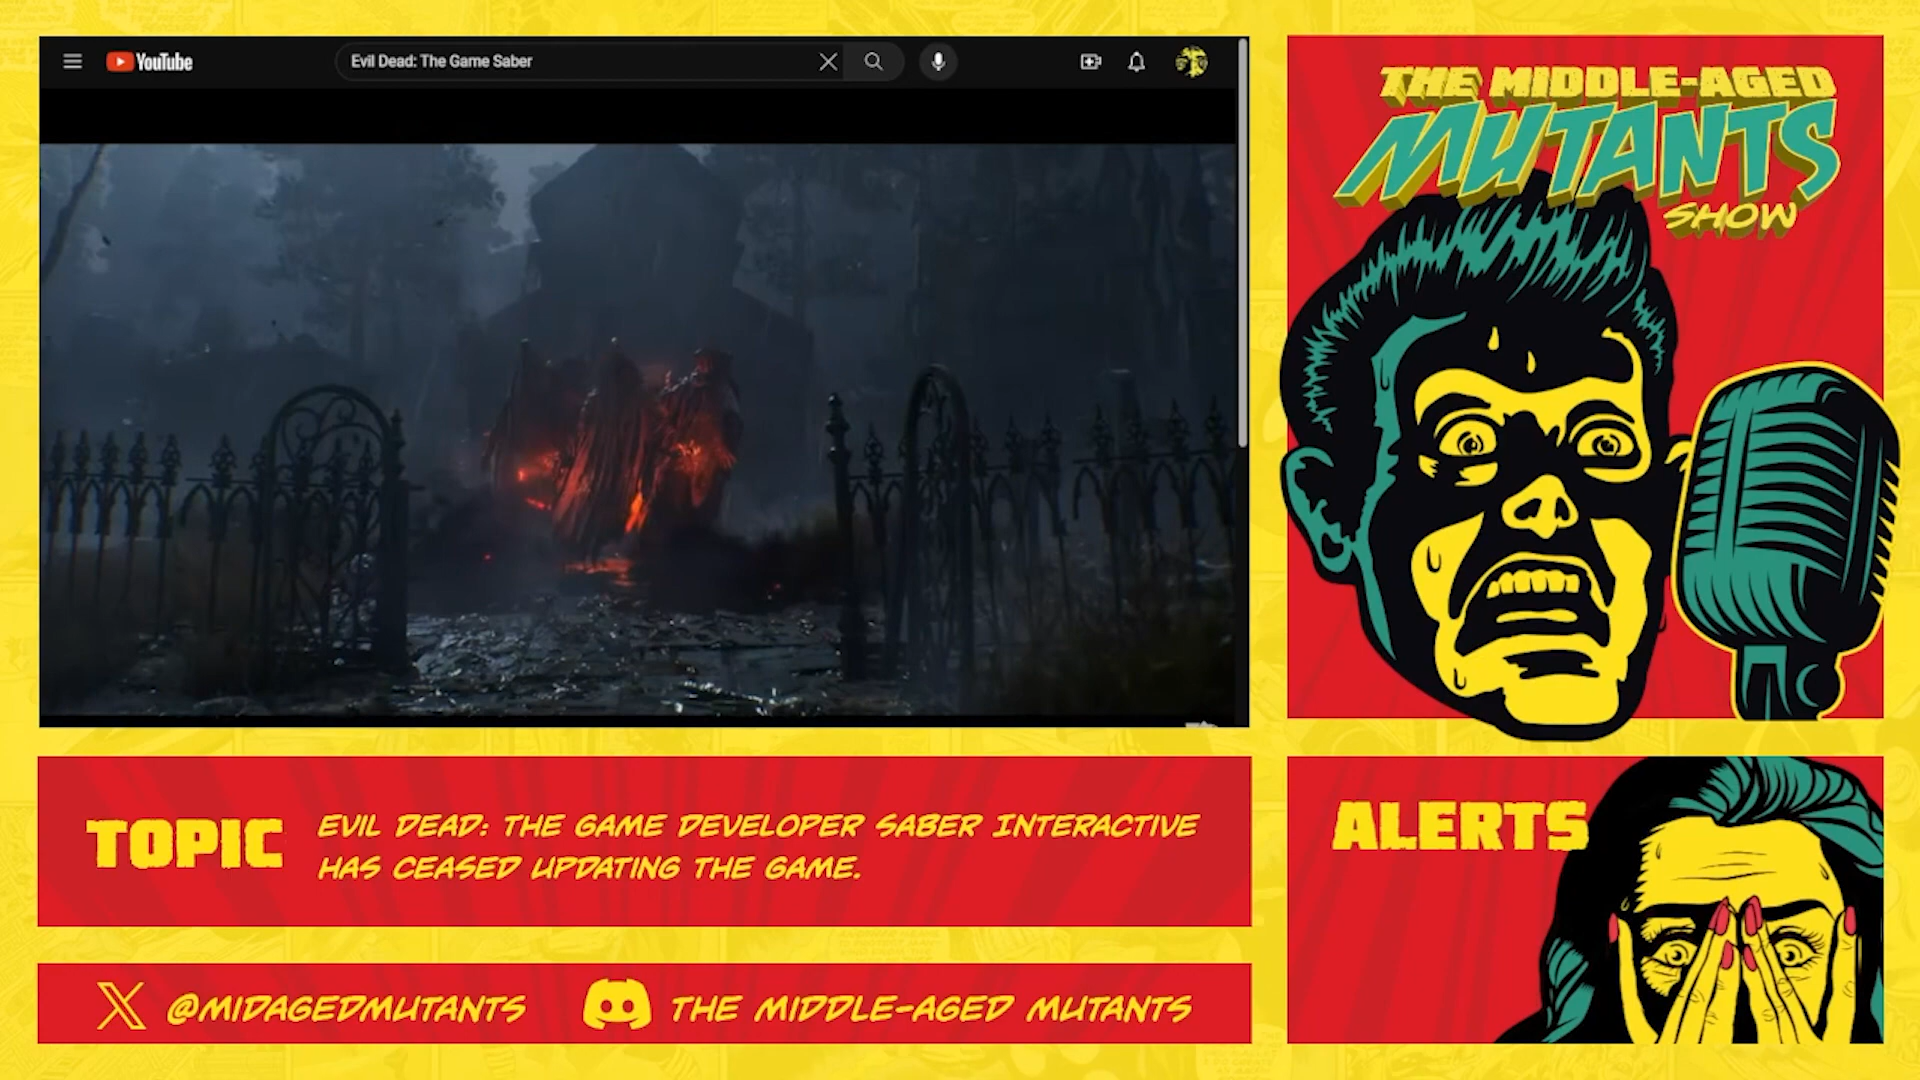 YouTube
Evil Dead: The Game Saber
THE MIDDLE-AGED
MUTANTS
SHOW
TOPIC
EVIL DEAD: THE GAME DEVELOPER SABER INTERACTIVE
HAS CEASED UPDATING THE GAME.
ALERTS
@MIDAGEDMUTANTS
THE MIDDLE-AGED MUTANTS